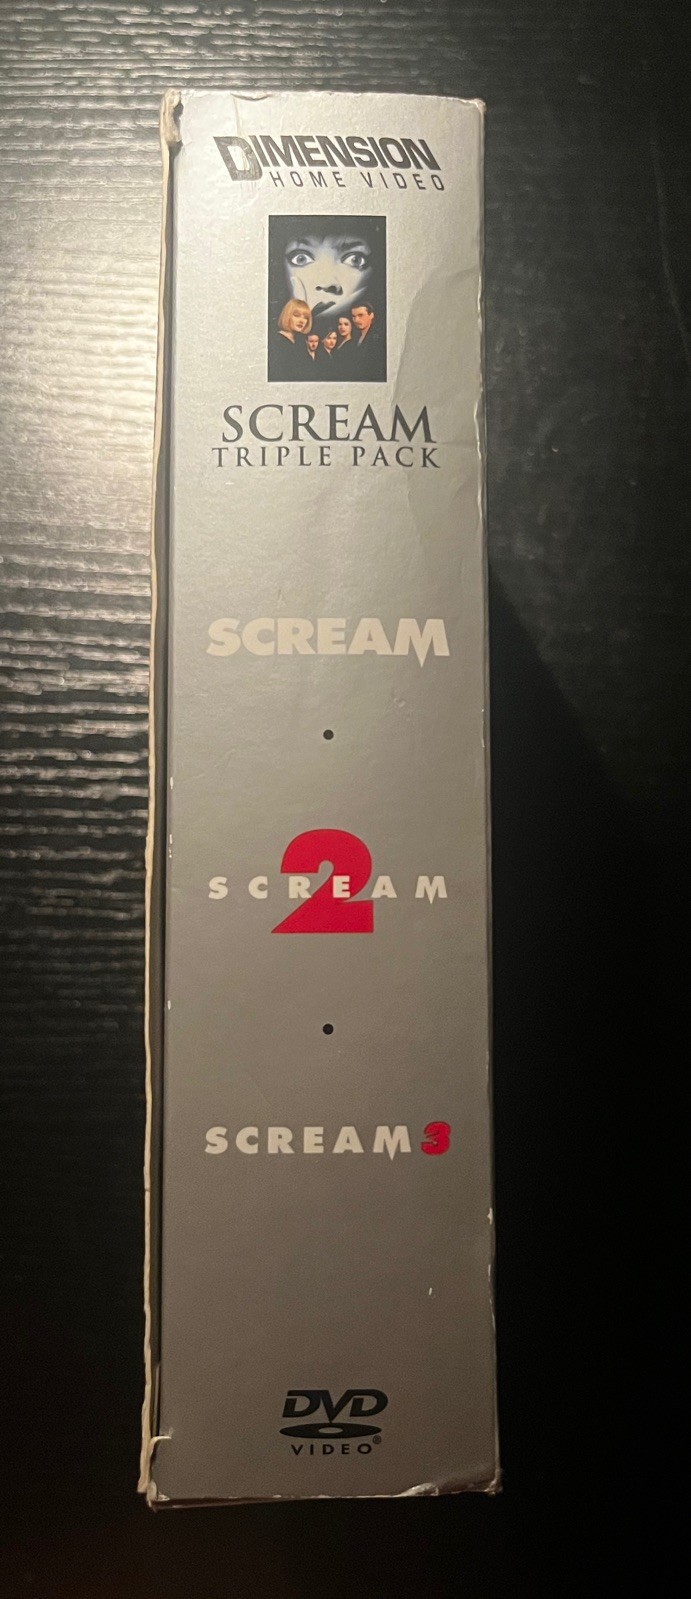 DIMENSION
HOME VIDEO
SCREAM
TRIPLE PACK
SCREAM
SCREAM 2
SCREAM 3
DVD
VIDEO®